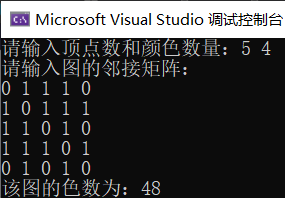 Microsoft Visual Studio 调试控制台
请输入顶点数和颜色数量：5 4
请输入图的邻接矩阵：
0 1 1 1 0
1 0 1 1 1
1 1 0 1 0
1 1 1 0 1
0 1 0 1 0
该图的色数为：48